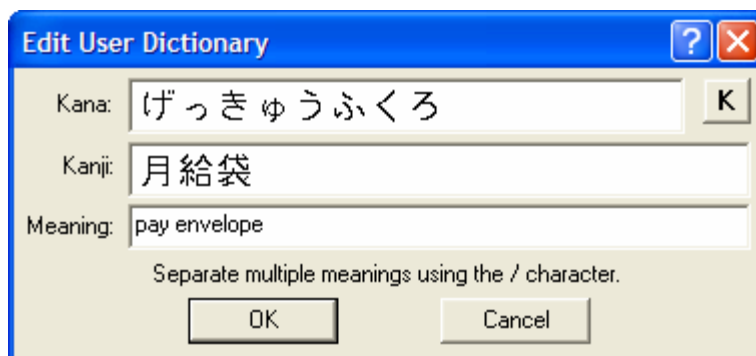 Edit User Dictionary
Kana: げっきゅうふくろ K
Kanji: 月給袋
Meaning: pay envelope
Separate multiple meanings using the / character.
OK Cancel